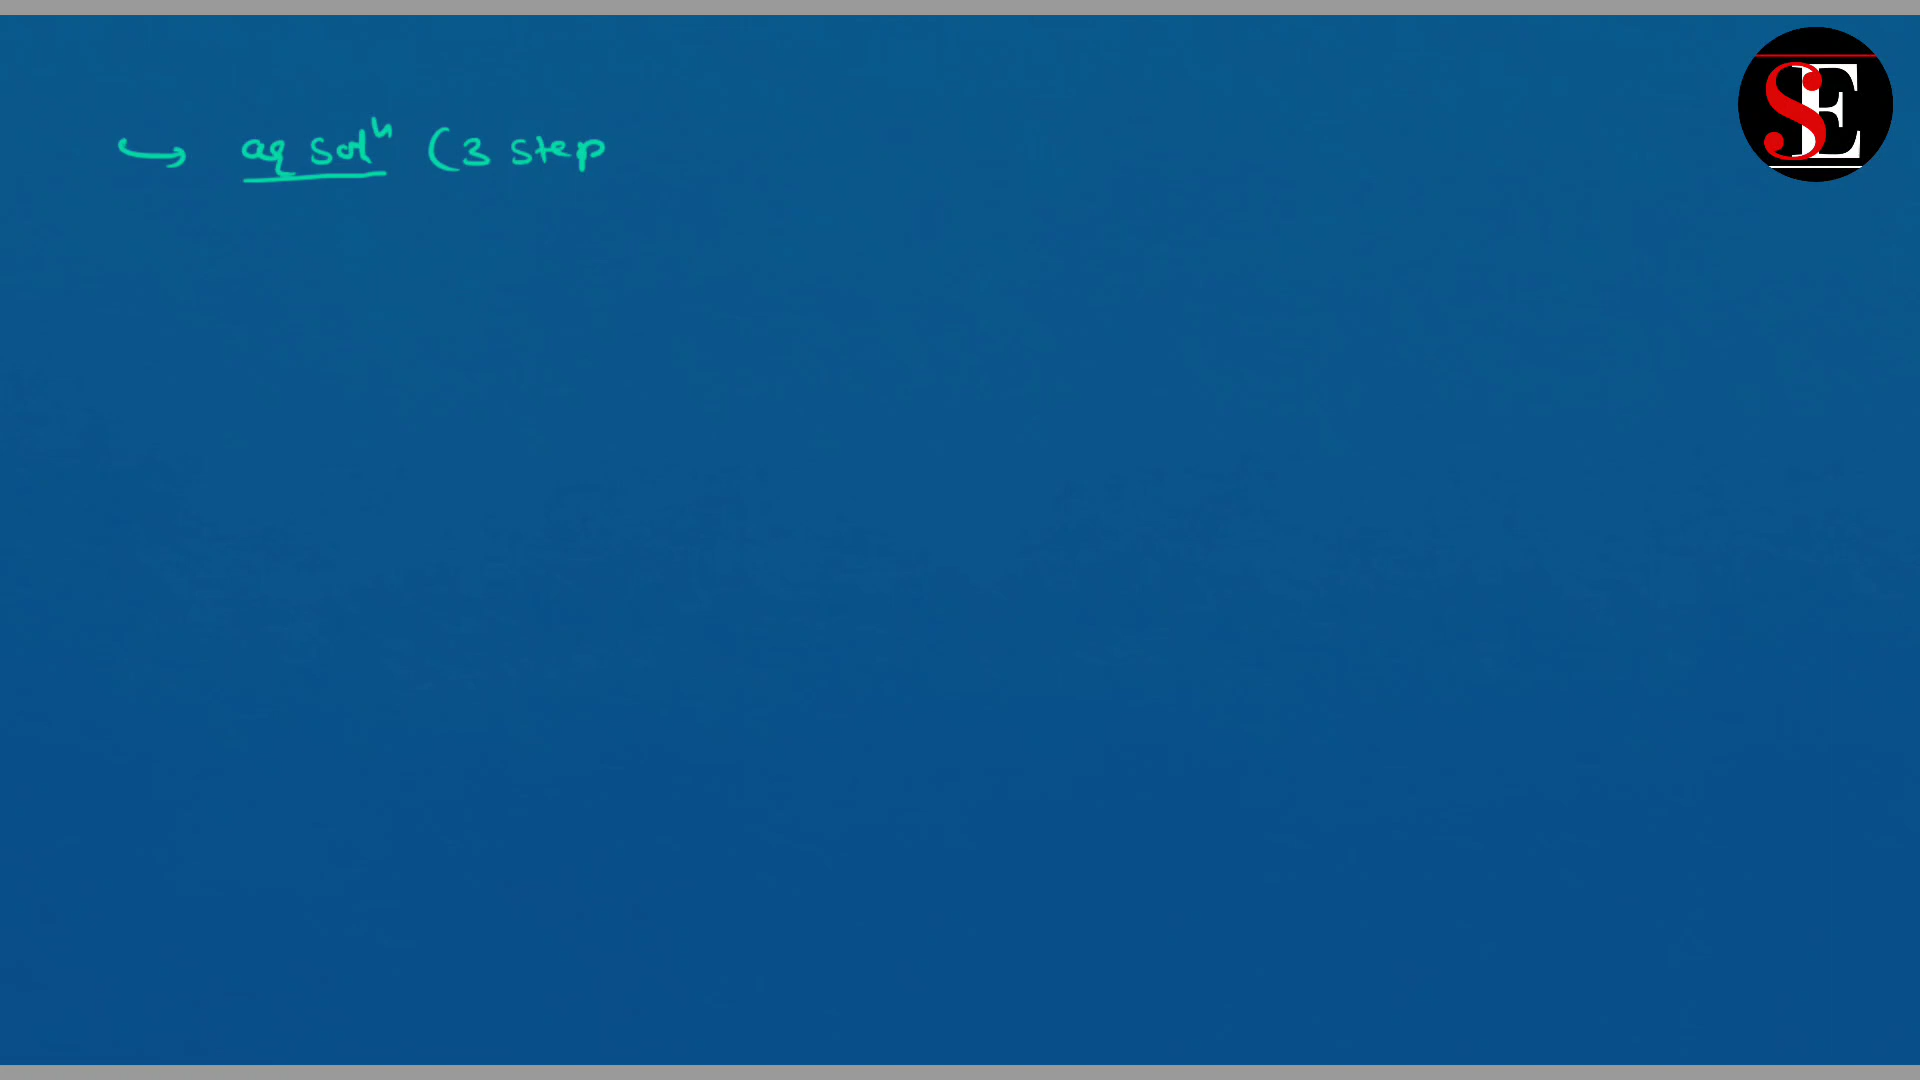 → aq solⁿ (3 step
SE